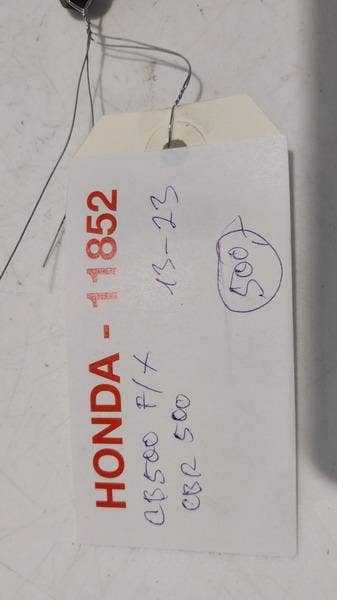 HONDA - 11852
CB500 F/X 13-23
CBR 500
500,-